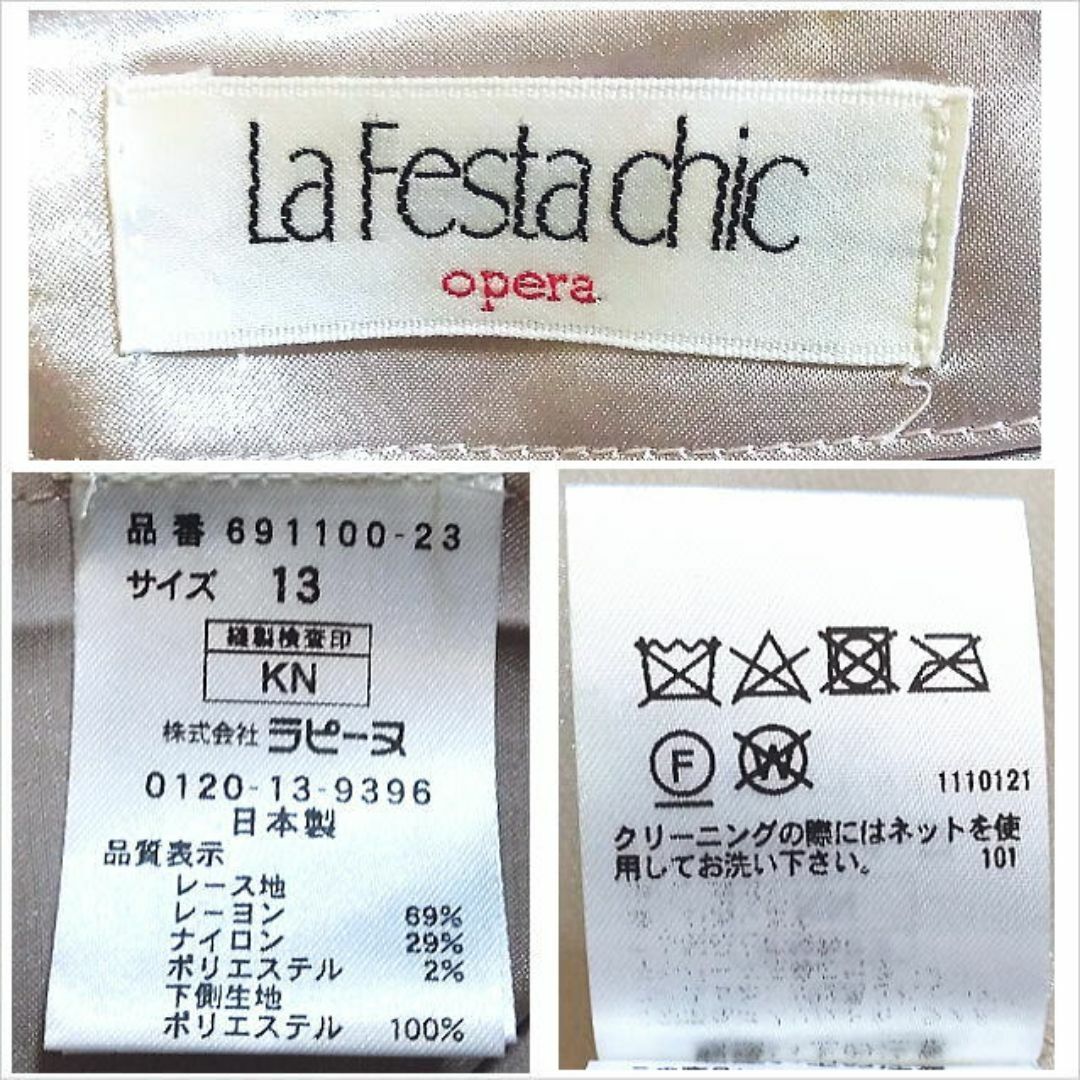 La Festa chic
opera
品番 691100-23
サイズ 13
縫製検査印
KN
株式会社 ラピーヌ
0120-13-9396
日本製
品質表示
レース地
レーヨン 69%
ナイロン 29%
ポリエステル 2%
下側生地
ポリエステル 100%
F W
1110121
クリーニングの際にはネットを使
用してお洗い下さい。 101